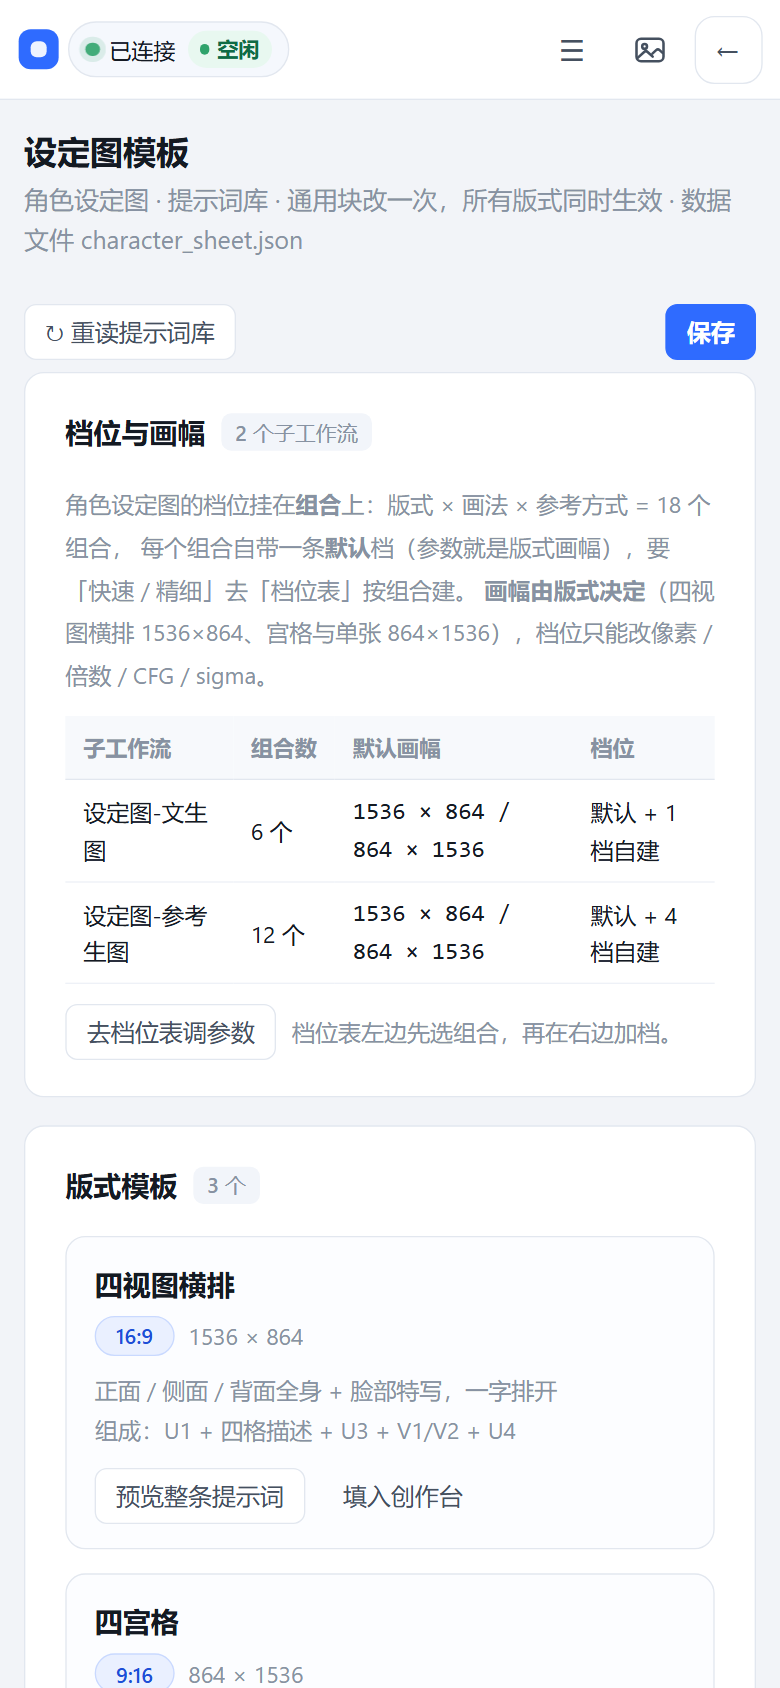 已连接 空闲
设定图模板
角色设定图 · 提示词库 · 通用块改一次，所有版式同时生效 · 数据
文件 character_sheet.json
↻ 重读提示词库
保存
档位与画幅 2 个子工作流
角色设定图的档位挂在组合上：版式 × 画法 × 参考方式 = 18 个
组合， 每个组合自带一条默认档（参数就是版式画幅），要
「快速 / 精细」去「档位表」按组合建。 画幅由版式决定（四视
图横排 1536×864、宫格与单张 864×1536），档位只能改像素 /
倍数 / CFG / sigma。
子工作流 组合数 默认画幅 档位
设定图-文生
图
6 个
1536 × 864 /
864 × 1536
默认 + 1
档自建
设定图-参考
生图
12 个
1536 × 864 /
864 × 1536
默认 + 4
档自建
去档位表调参数 档位表左边先选组合，再在右边加档。
版式模板 3 个
四视图横排
16:9 1536 × 864
正面 / 侧面 / 背面全身 + 脸部特写，一字排开
组成：U1 + 四格描述 + U3 + V1/V2 + U4
预览整条提示词 填入创作台
四宫格
9:16 864 × 1536